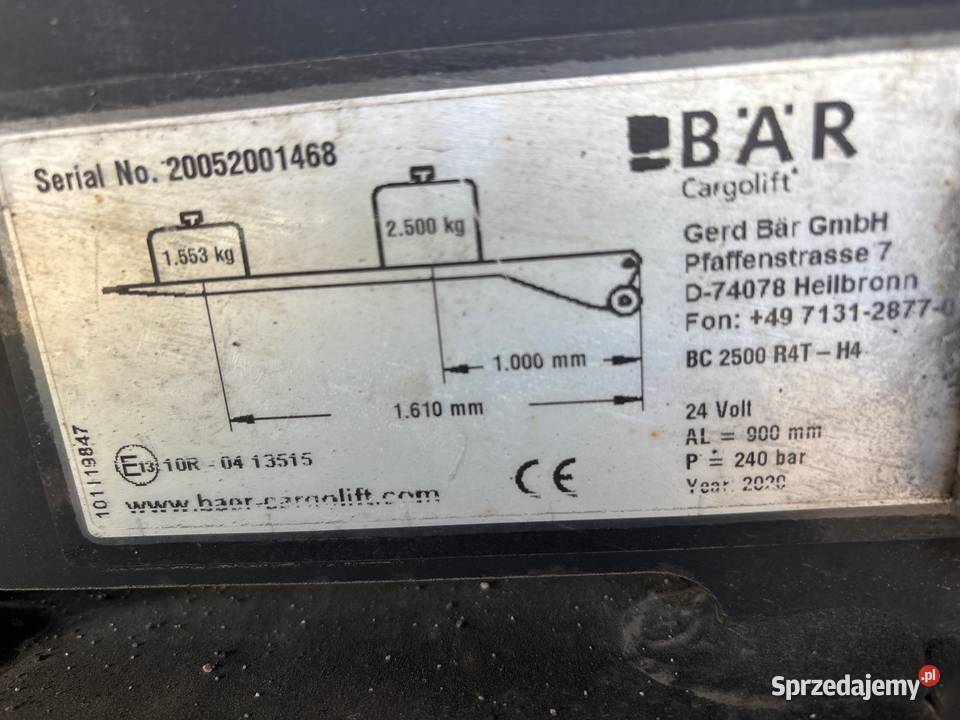 Serial No. 20052001468
BÄR
Cargolift
1.553 kg
2.500 kg
Gerd Bär GmbH
Pfaffenstrasse 7
D-74078 Heilbronn
Fon: +49 7131-2877-0
1.000 mm
BC 2500 R4T-H4
1.610 mm
24 Volt
AL = 900 mm
P = 240 bar
Year 2020
E13 10R - 04 13515
CE
www.baer-cargolift.com
101119847
Sprzedajemy.pl